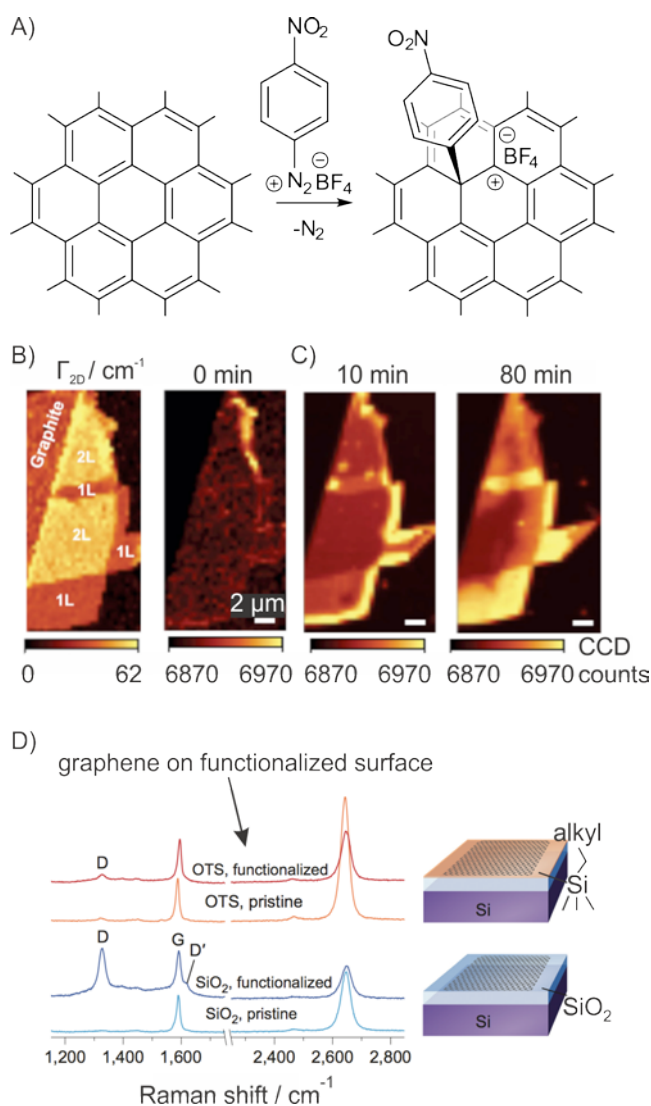 A)
NO₂
⊕ N₂ ⊖ BF₄
-N₂
O₂N
⊖
BF₄
⊕
B)
Γ₂D / cm⁻¹
0 min
C)
10 min
80 min
Graphite
2L
1L
2L
1L
1L
2 μm
0
62
6870
6970
6870
6970
6870
6970
CCD
counts
D)
graphene on functionalized surface
D
OTS, functionalized
OTS, pristine
D
G
D'
SiO₂, functionalized
SiO₂, pristine
1,200
1,400
1,600
2,400
2,600
2,800
Raman shift / cm⁻¹
alkyl
Si
Si
Si
SiO₂